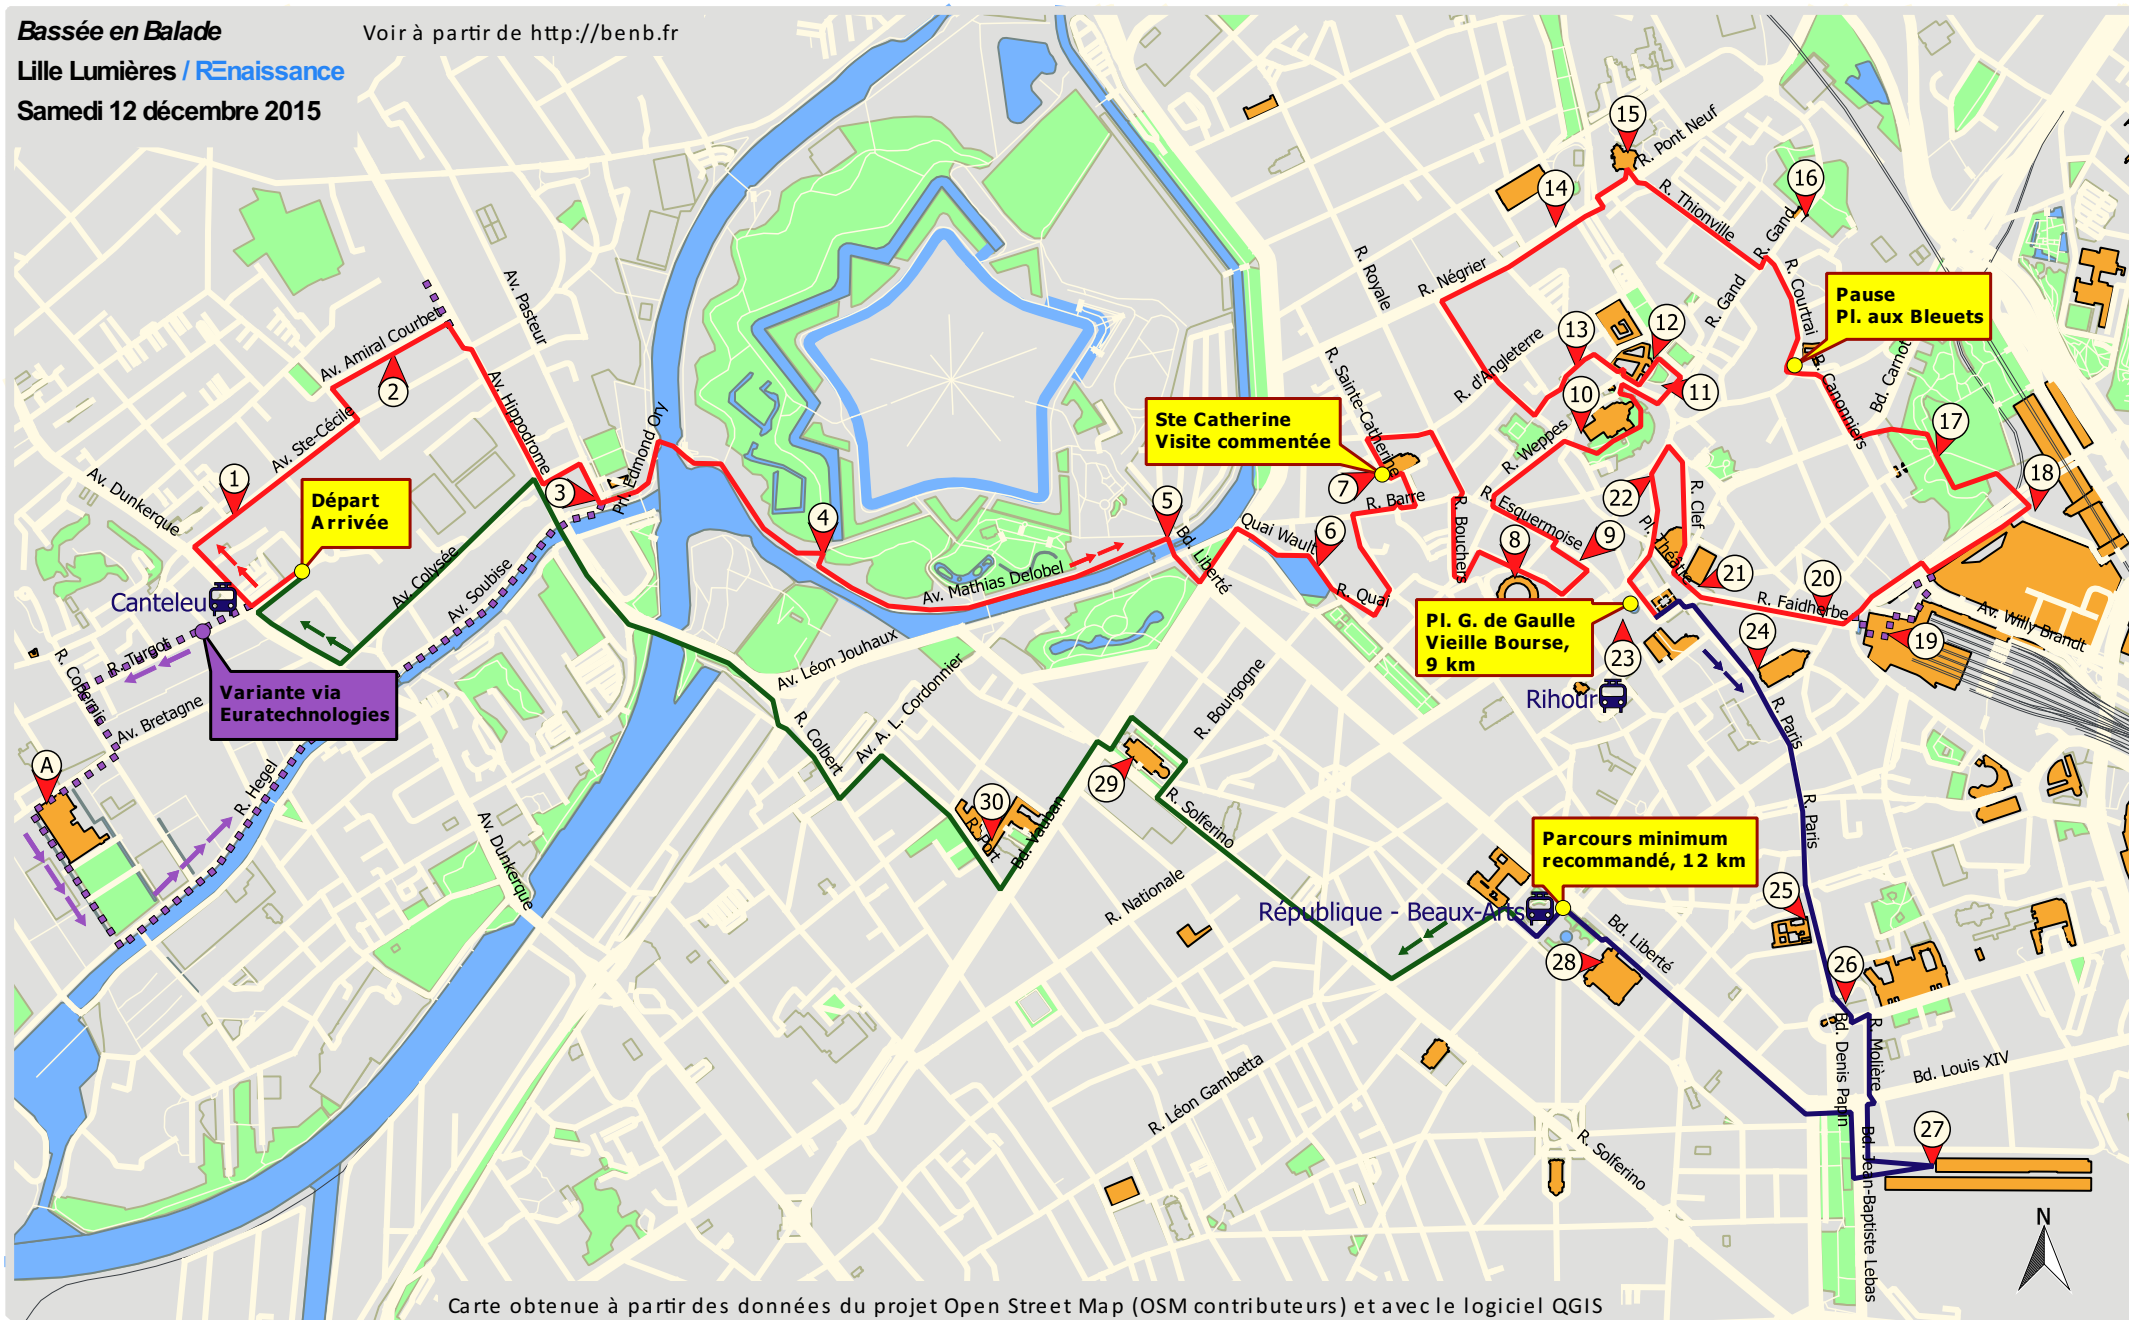 Bassée en Balade
Voir à partir de http://benb.fr
Lille Lumières / RΞnaissance
Samedi 12 décembre 2015
15
R. Pont Neuf
16
14
R. Thionville
R. Gand
R. Royale
R. Négrier
R. Courtrai
R. Gand
Av. Pasteur
Pause
Pl. aux Bleuets
Av. Amiral Courbet
13
12
2
R. d'Angleterre
R. Sainte-Catherine
R. Canonniers
Bd. Carnot
Av. Hippodrome
10
11
Av. Ste-Cécile
Ste Catherine
Visite commentée
R. Weppes
17
1
Pl. Edmond Ory
7
R. Barre
R. Clef
18
Av. Dunkerque
Départ
Arrivée
3
4
5
22
R. Esquermoise
Quai Wault
6
R. Bouchers
8
9
Pl. Théâtre
Bd. Liberté
Av. Colysée
Av. Soubise
Av. Mathias Delobel
R. Quai
21
20
R. Faidherbe
Canteleu
Pl. G. de Gaulle
Vieille Bourse,
9 km
23
24
19
Av. Willy Brandt
R. Turgot
R. Copernic
Av. Léon Jouhaux
Av. A. L. Cordonnier
R. Bourgogne
Rihour
Variante via
Euratechnologies
Av. Bretagne
R. Colbert
R. Paris
A
R. Hegel
29
R. Solferino
30
R. Port
Bd. Vauban
R. Paris
Av. Dunkerque
Parcours minimum
recommandé, 12 km
R. Nationale
République - Beaux-Arts
25
Bd. Liberté
28
26
R. Molière
Bd. Denis Papin
R. Léon Gambetta
Bd. Louis XIV
27
R. Solferino
Bd. Jean-Baptiste Lebas
N
Carte obtenue à partir des données du projet Open Street Map (OSM contributeurs) et avec le logiciel QGIS